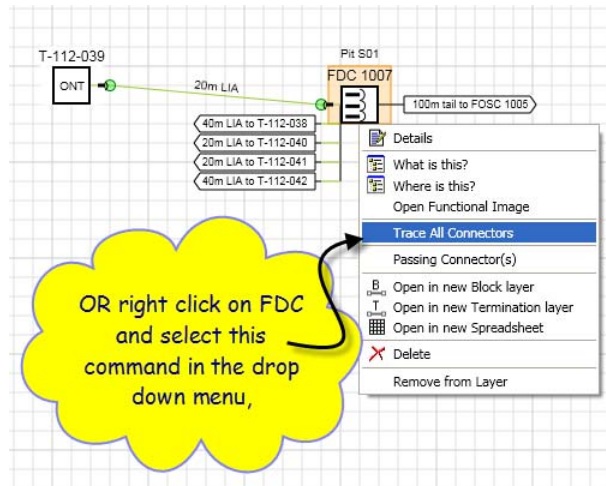 Pit S01
T-112-039
FDC 1007
ONT
20m LIA
100m tail to FOSC 1005
40m LIA to T-112-038
20m LIA to T-112-040
20m LIA to T-112-041
40m LIA to T-112-042
Details
What is this?
Where is this?
Open Functional Image
Trace All Connectors
Passing Connector(s)
B Open in new Block layer
T Open in new Termination layer
Open in new Spreadsheet
Delete
Remove from Layer
OR right click on FDC
and select this
command in the drop
down menu,